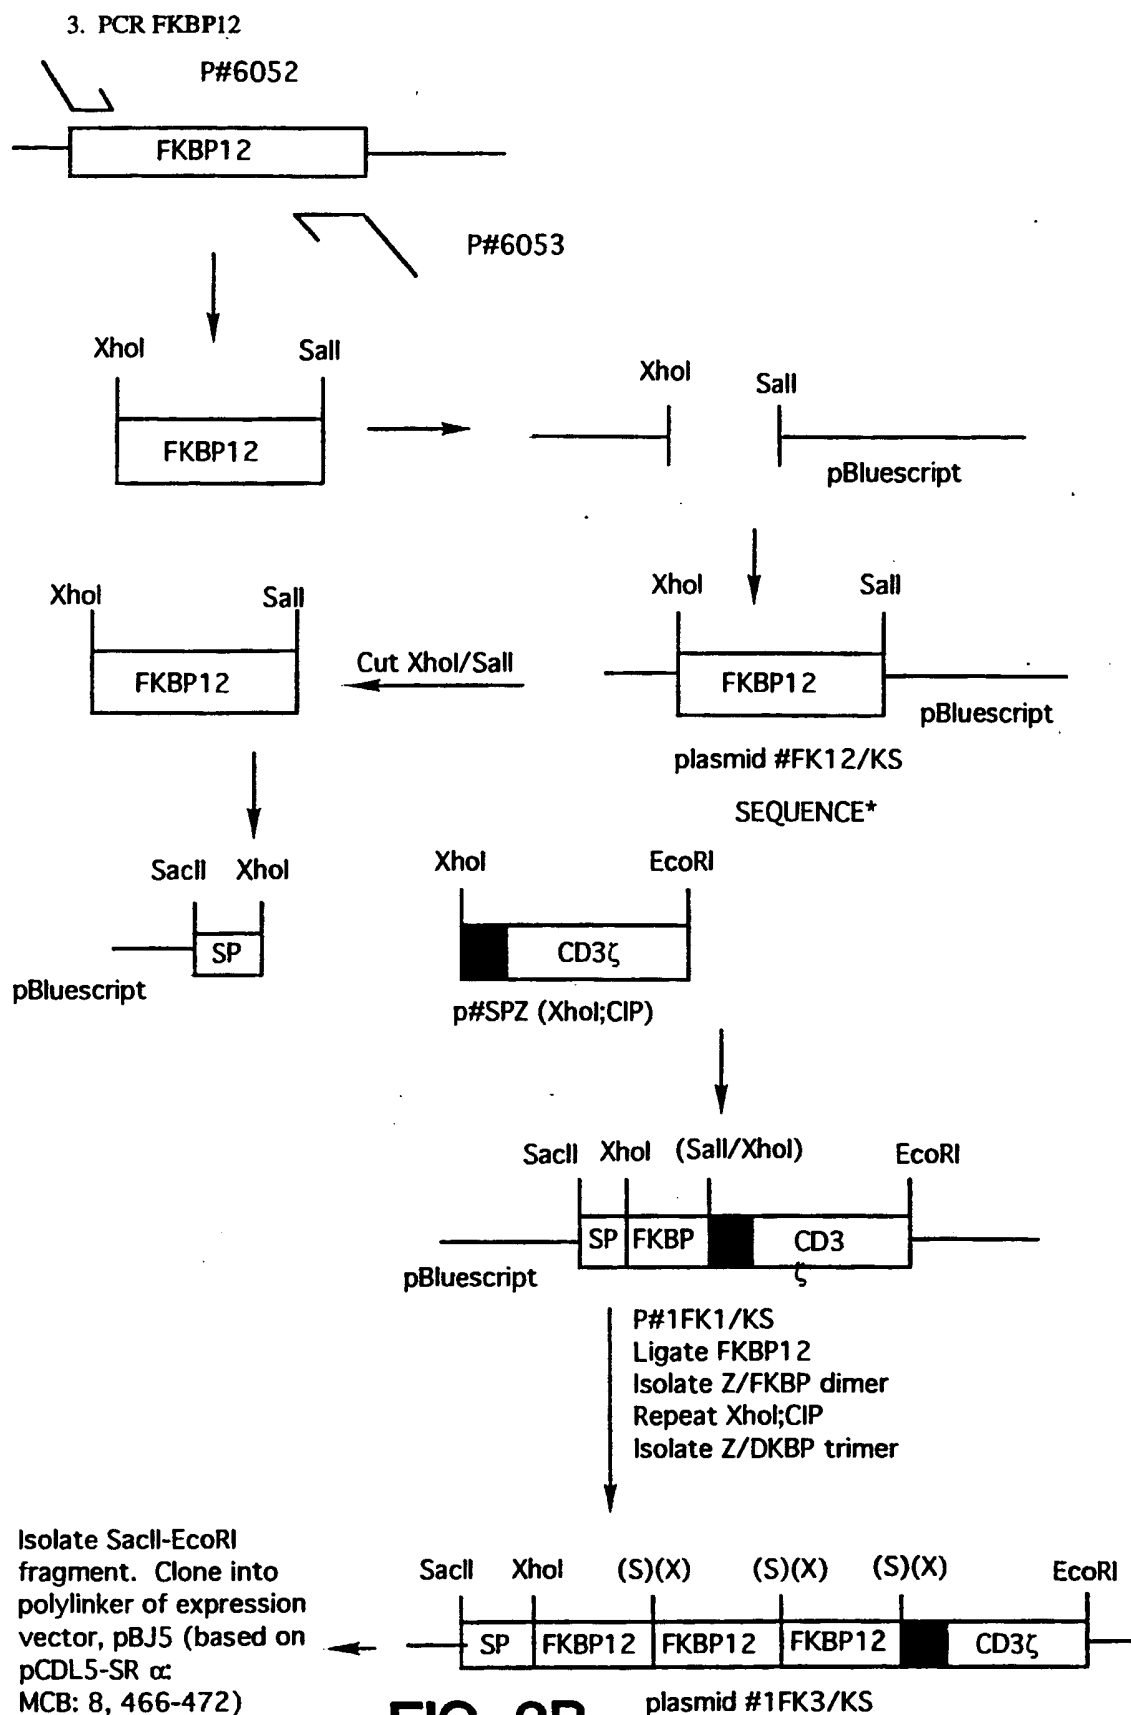 3. PCR FKBP12
P#6052
FKBP12
P#6053
XhoI SalI
FKBP12
XhoI SalI
pBluescript
XhoI SalI
FKBP12
Cut XhoI/SalI
XhoI SalI
FKBP12
pBluescript
plasmid #FK12/KS
SEQUENCE*
SacII XhoI
SP
pBluescript
XhoI EcoRI
CD3ζ
p#SPZ (XhoI;CIP)
SacII XhoI (SalI/XhoI) EcoRI
SP FKBP CD3
ζ
pBluescript
P#1FK1/KS
Ligate FKBP12
Isolate Z/FKBP dimer
Repeat XhoI;CIP
Isolate Z/DKBP trimer
Isolate SacII-EcoRI
fragment. Clone into
polylinker of expression
vector, pBJ5 (based on
pCDL5-SR α:
MCB: 8, 466-472)
SacII XhoI (S)(X) (S)(X) (S)(X) EcoRI
SP FKBP12 FKBP12 FKBP12 CD3ζ
plasmid #1FK3/KS